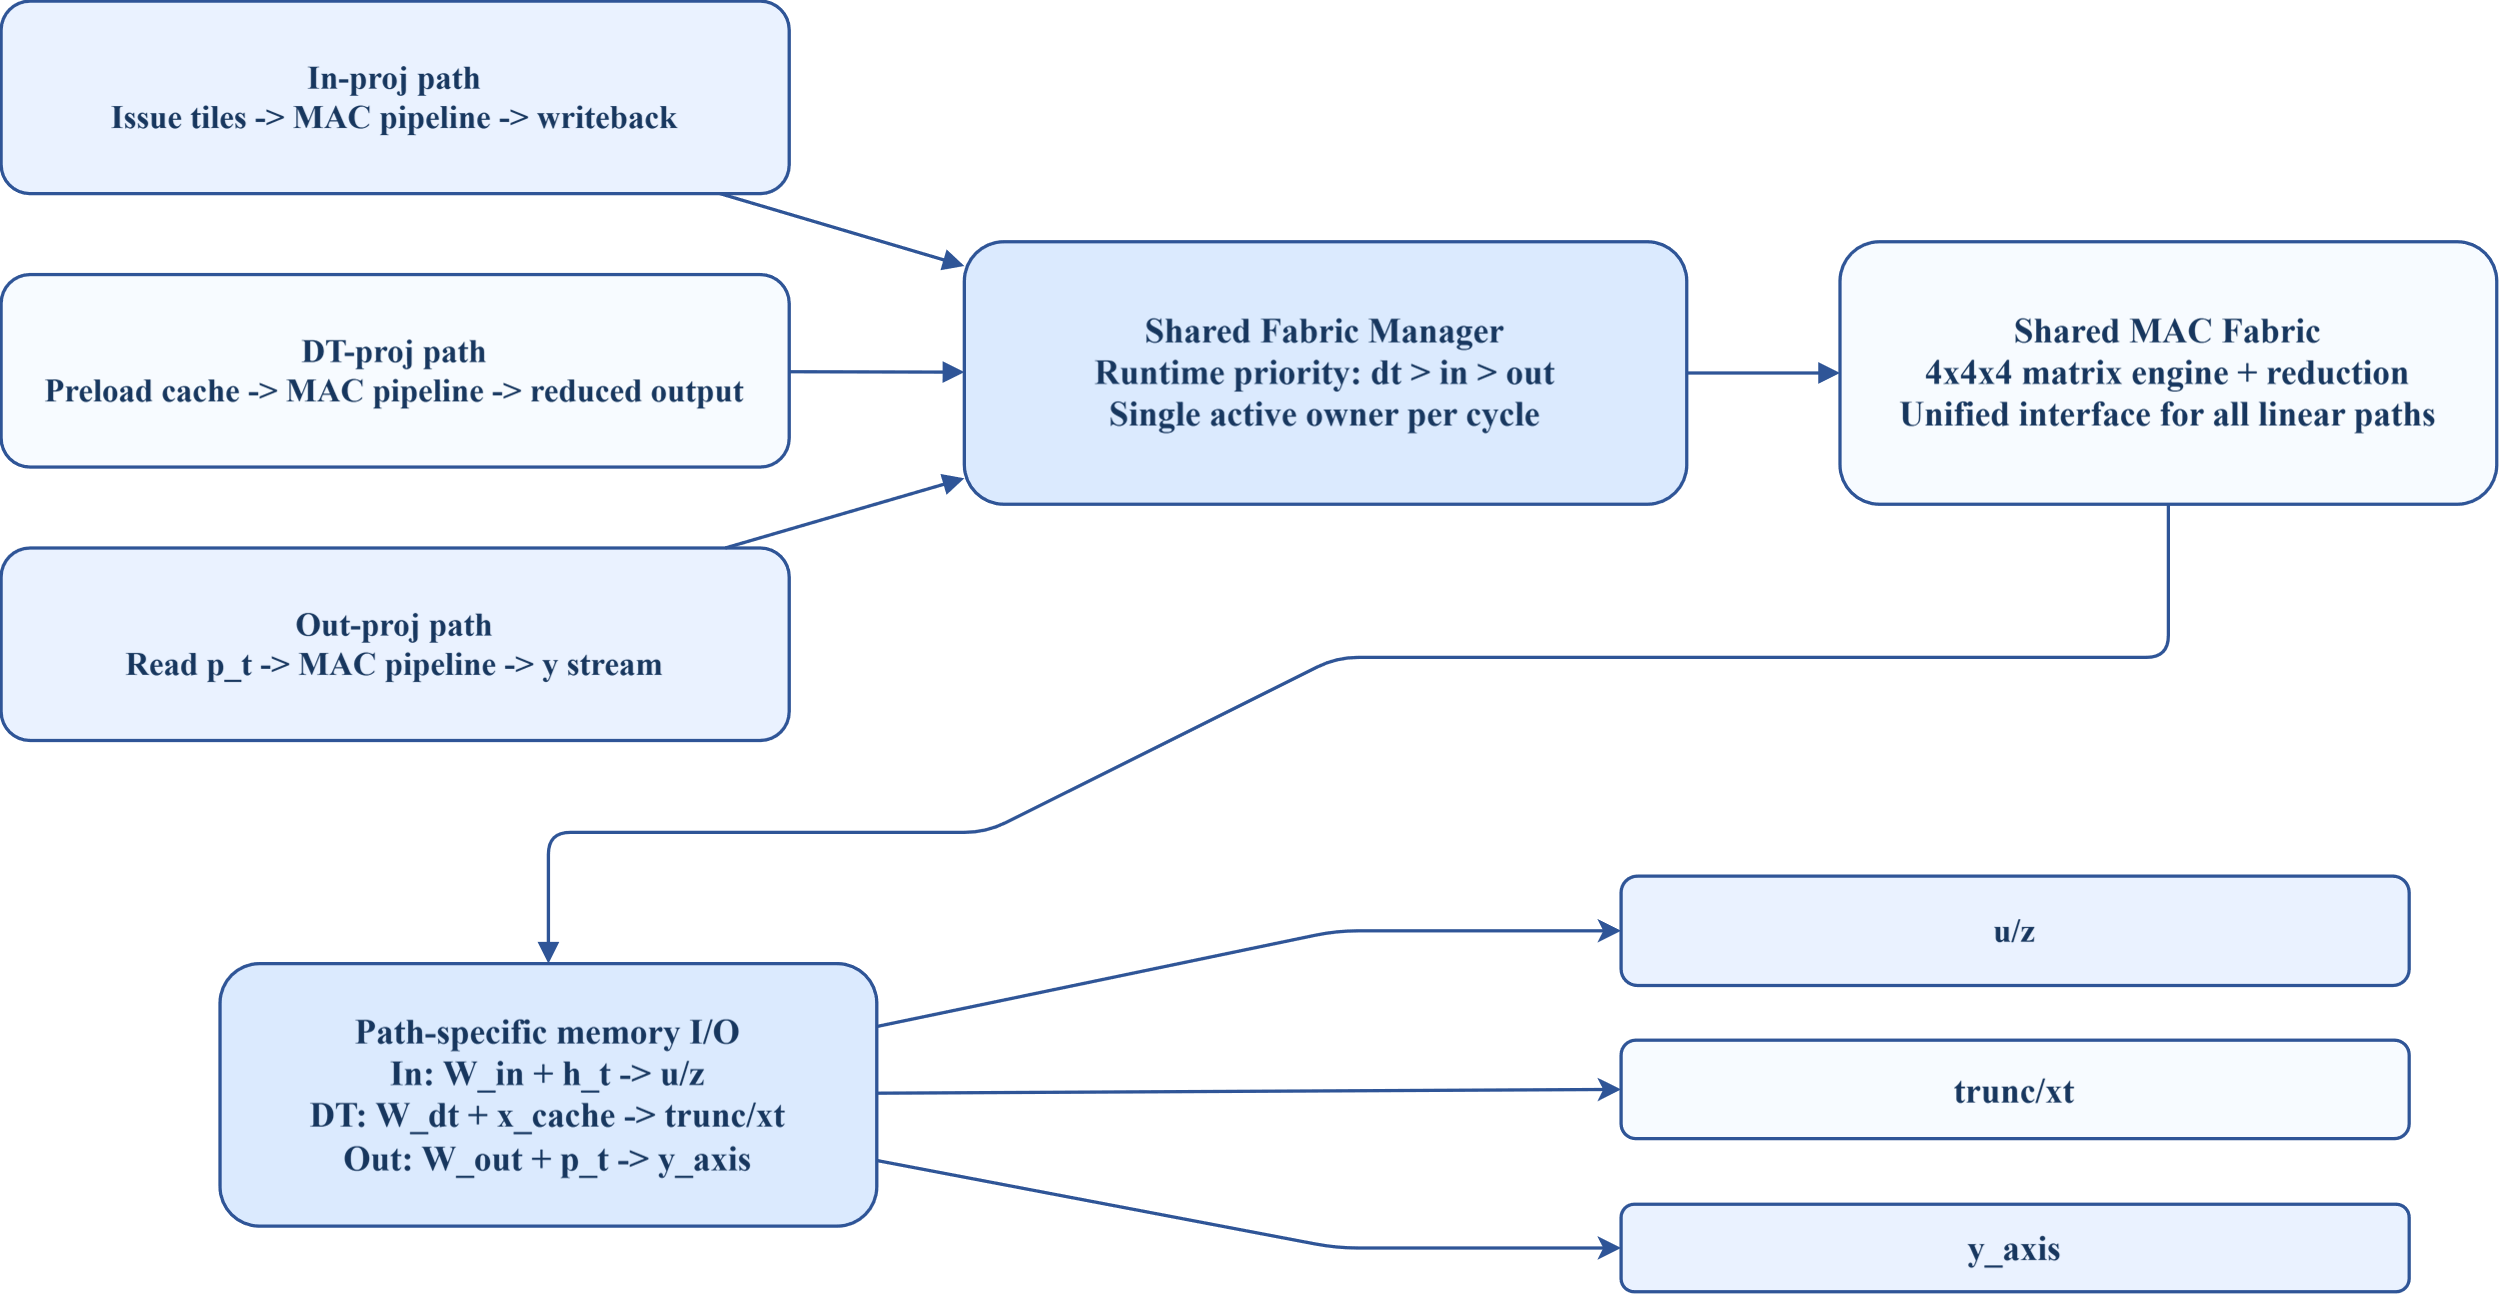 In-proj path
Issue tiles -> MAC pipeline -> writeback
DT-proj path
Preload cache -> MAC pipeline -> reduced output
Out-proj path
Read p_t -> MAC pipeline -> y stream
Shared Fabric Manager
Runtime priority: dt > in > out
Single active owner per cycle
Shared MAC Fabric
4x4x4 matrix engine + reduction
Unified interface for all linear paths
Path-specific memory I/O
In: W_in + h_t -> u/z
DT: W_dt + x_cache -> trunc/xt
Out: W_out + p_t -> y_axis
u/z
trunc/xt
y_axis